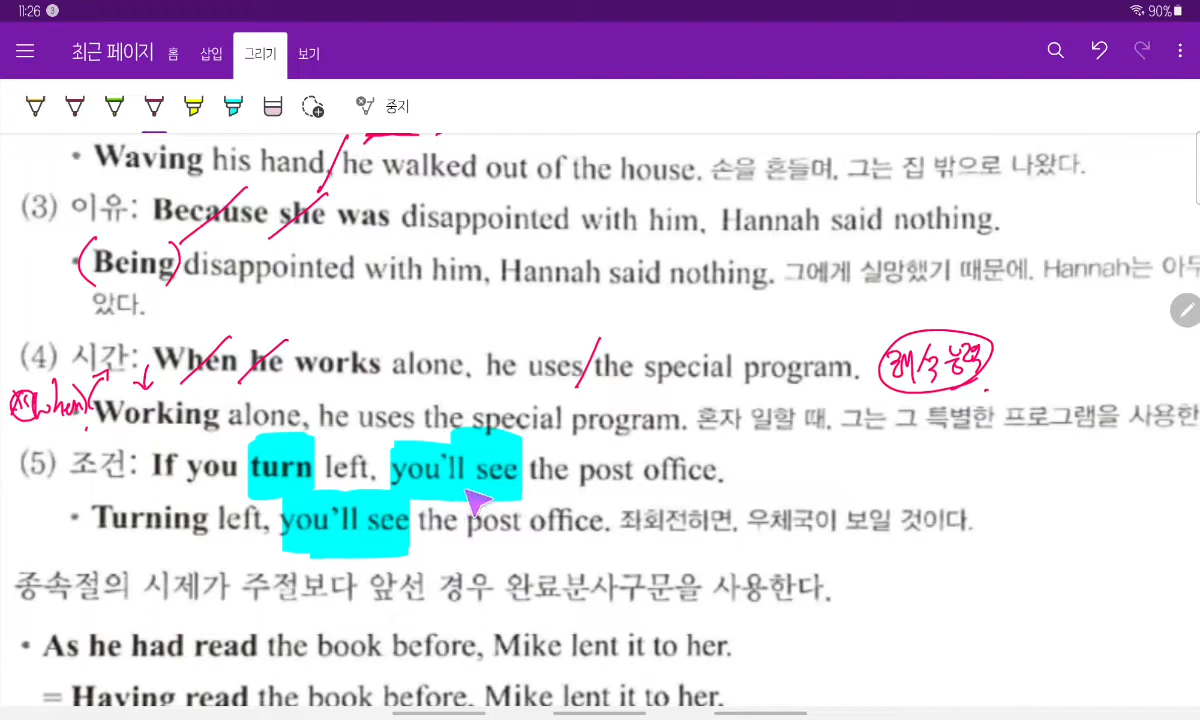 11:26 3 90%
최근 페이지 홈 삽입 그리기 보기
중지
• Waving his hand, he walked out of the house. 손을 흔들며, 그는 집 밖으로 나왔다.
(3) 이유: Because she was disappointed with him, Hannah said nothing.
• (Being) disappointed with him, Hannah said nothing. 그에게 실망했기 때문에, Hannah는 아무
았다.
(4) 시간: When he works alone, he uses the special program. 해석 능력
(when) Working alone, he uses the special program. 혼자 일할 때, 그는 그 특별한 프로그램을 사용한
(5) 조건: If you turn left, you'll see the post office.
• Turning left, you'll see the post office. 좌회전하면, 우체국이 보일 것이다.
종속절의 시제가 주절보다 앞선 경우 완료분사구문을 사용한다.
• As he had read the book before, Mike lent it to her.
= Having read the book before, Mike lent it to her.